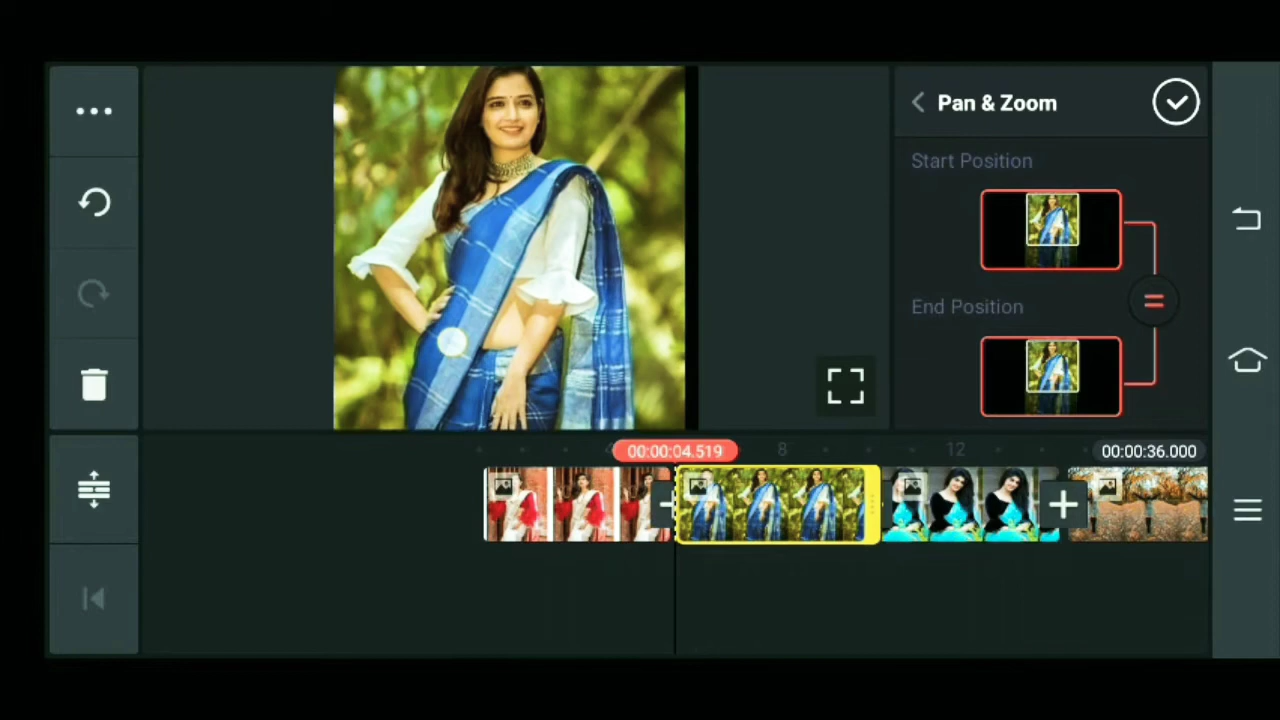 Pan & Zoom
Start Position
End Position
00:00:04.519
8
12
00:00:36.000